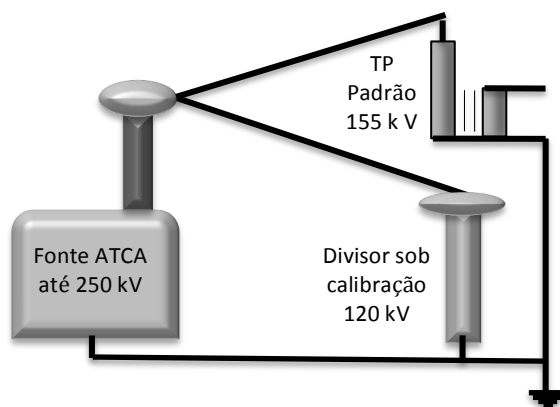 TP
Padrão
155 k V
Fonte ATCA
até 250 kV
Divisor sob
calibração
120 kV